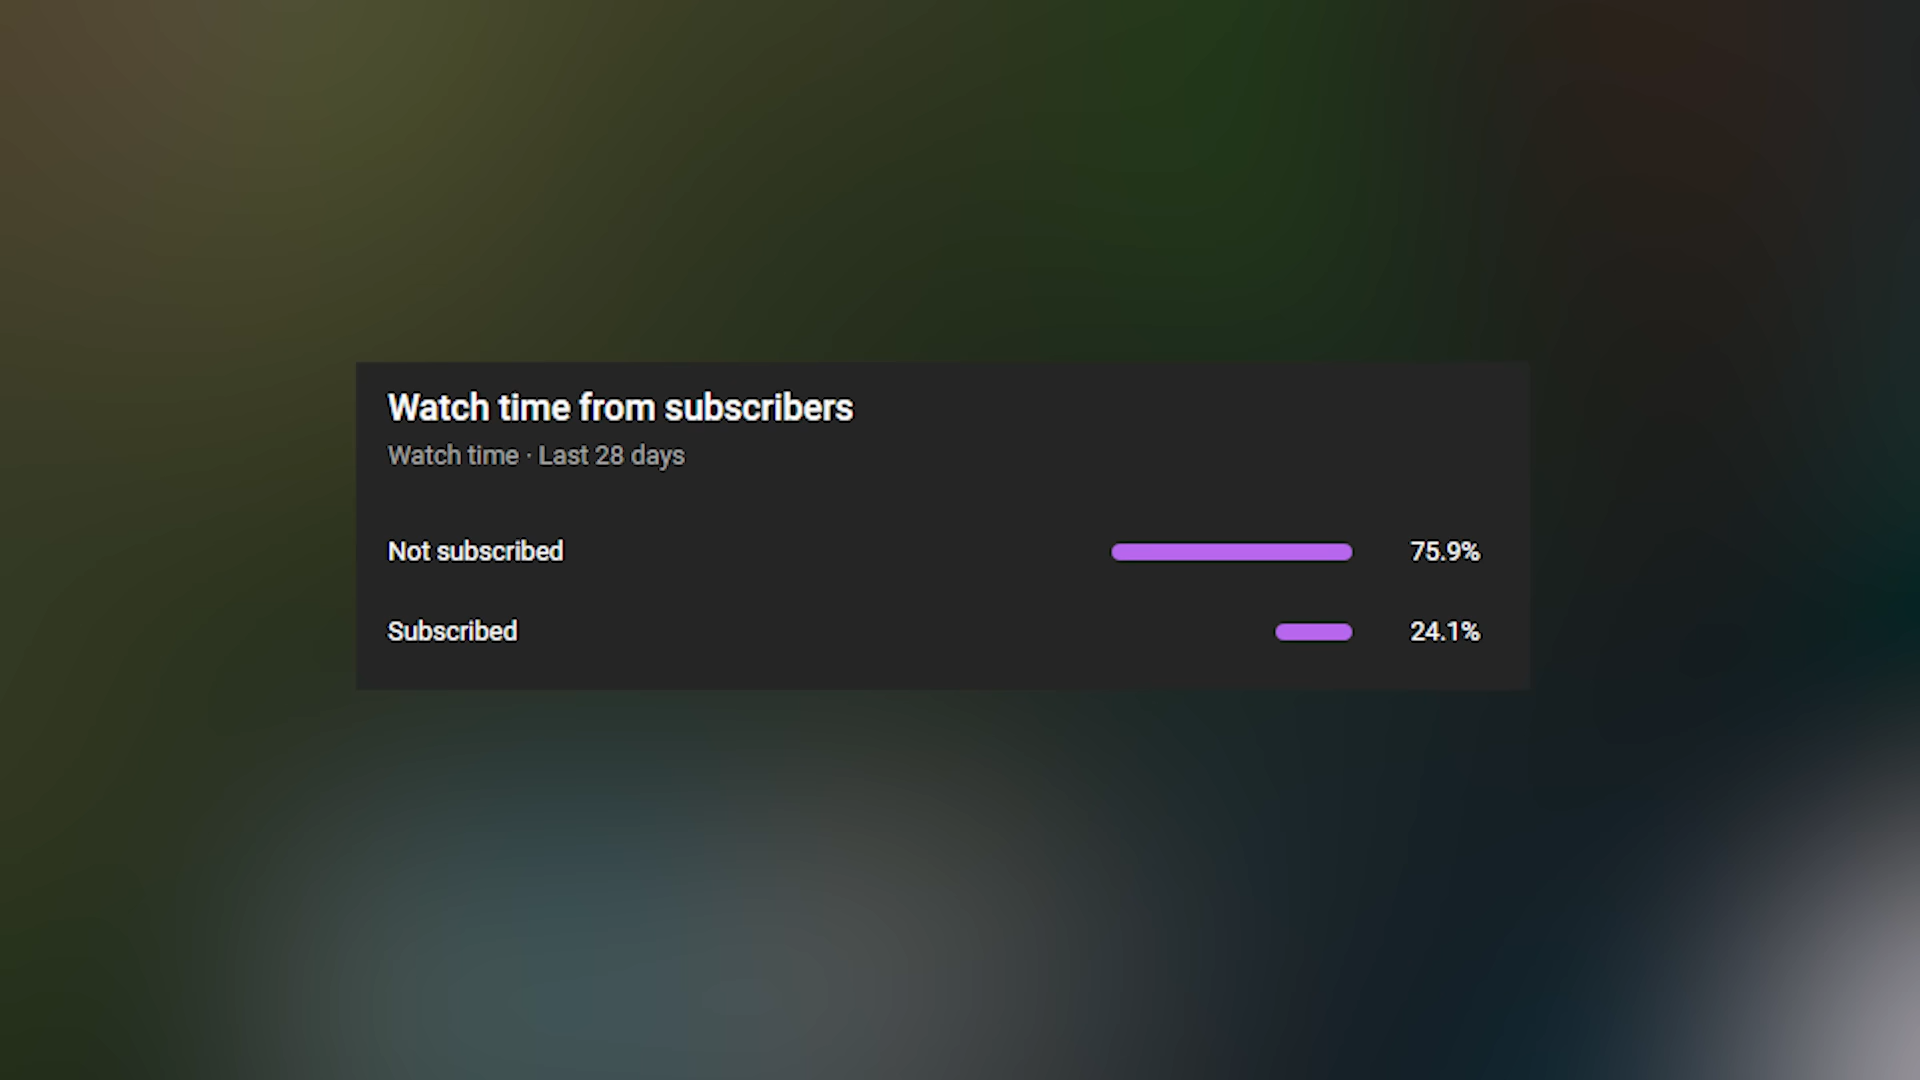 Watch time from subscribers
Watch time · Last 28 days
Not subscribed 75.9%
Subscribed 24.1%